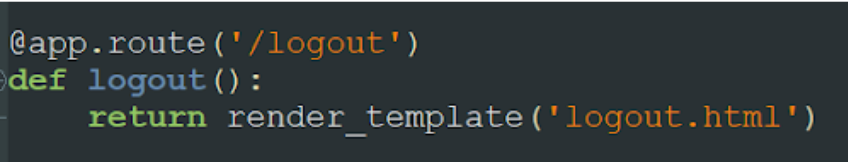 @app.route('/logout')
def logout():
    return render_template('logout.html')